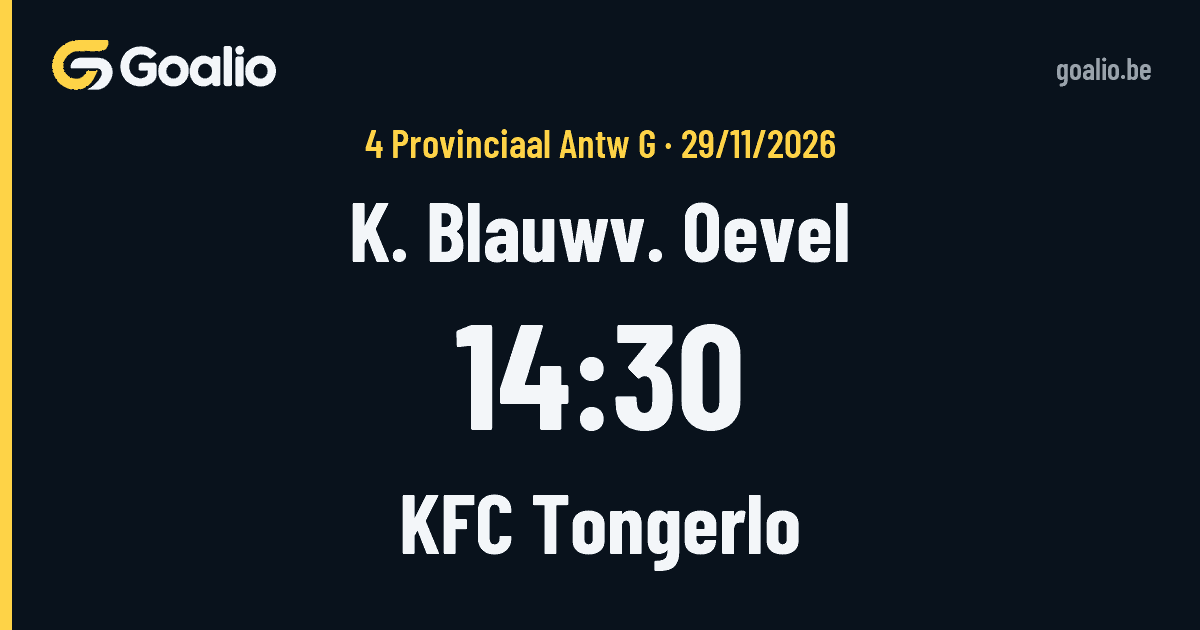 Goalio
goalio.be
4 Provinciaal Antw G · 29/11/2026
K. Blauwv. Oevel
14:30
KFC Tongerlo